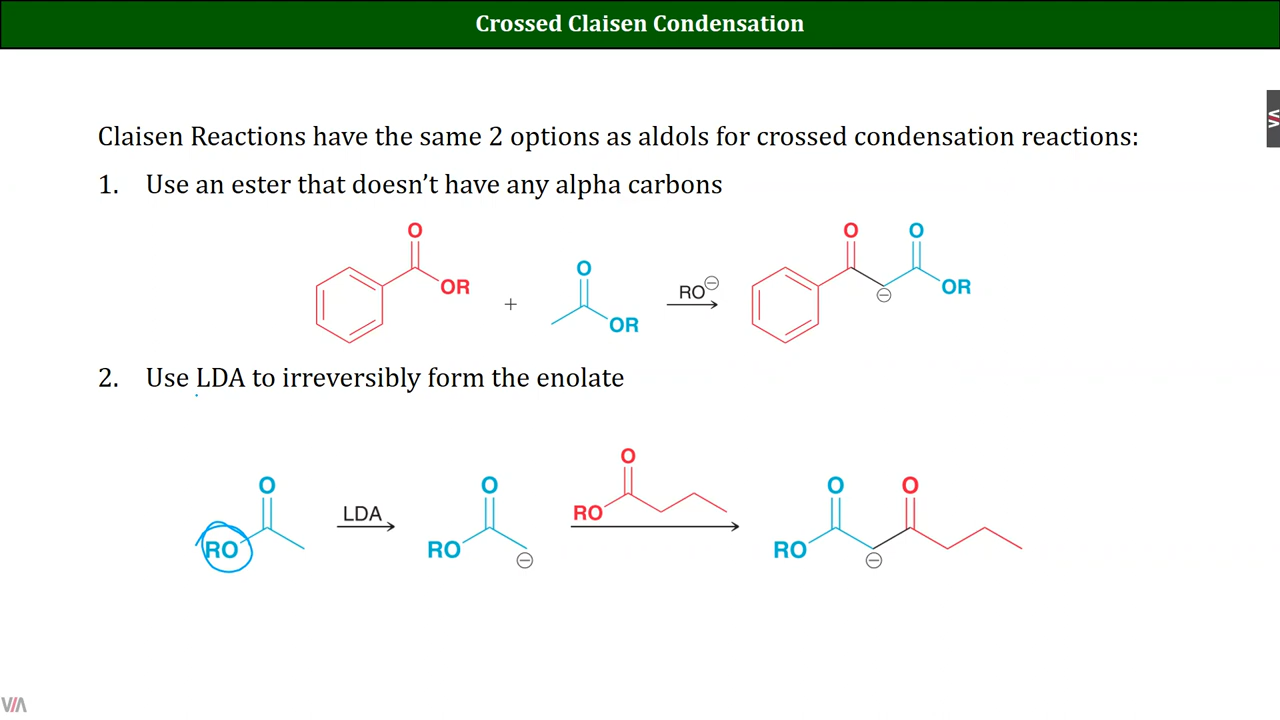 Crossed Claisen Condensation
Claisen Reactions have the same 2 options as aldols for crossed condensation reactions:
1. Use an ester that doesn’t have any alpha carbons
O
OR
+
O
OR
RO⊖
O
O
⊖
OR
2. Use LDA to irreversibly form the enolate
O
RO
LDA
O
RO
⊖
O
RO
O
O
RO
⊖
VIA
VIA